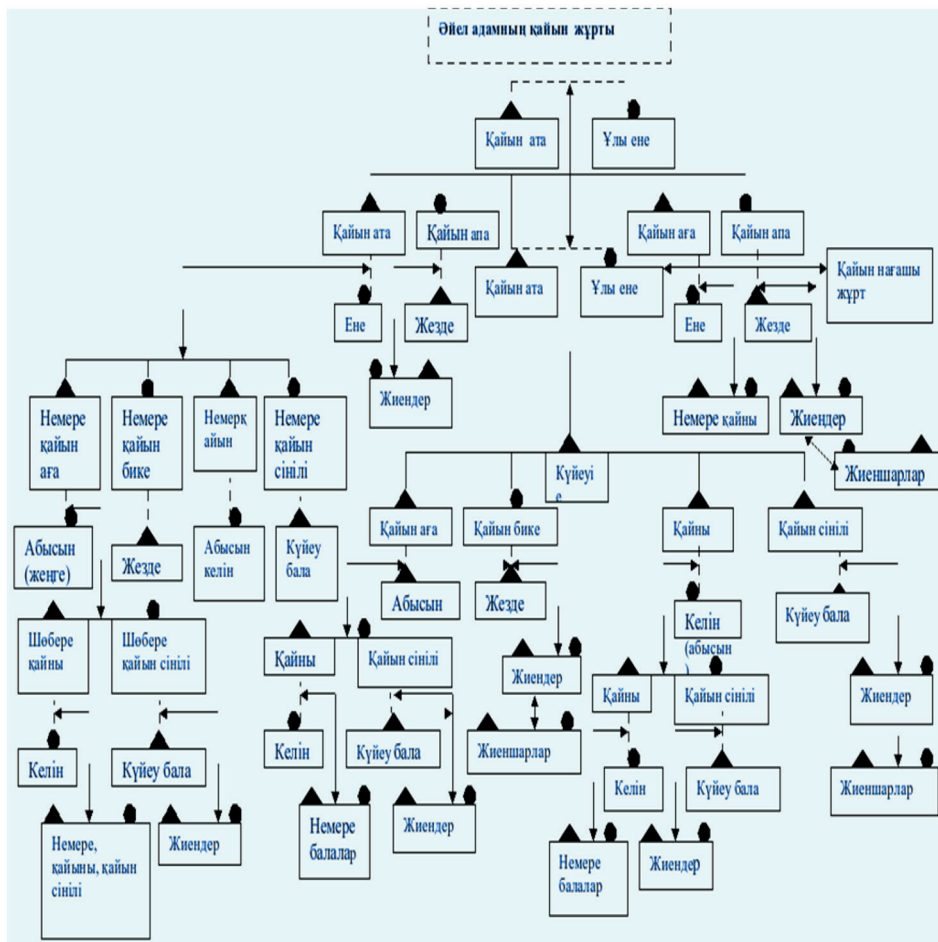 Әйел адамның қайын жұрты
Қайын ата
Ұлы ене
Қайын ата
Қайын апа
Қайын аға
Қайын апа
Қайын ата
Ұлы ене
Қайын нағашы
жұрт
Ене
Жезде
Ене
Жезде
Жиендер
Немере қайны
Жиендер
Жиеншарлар
Немере
қайын
аға
Немере
қайын
бике
Немерқ
айын
Немере
қайын
сінілі
Күйеуі
е
Қайын аға
Қайын бике
Қайны
Қайын сінілі
Абысын
(жеңге)
Жезде
Абысын
келін
Күйеу
бала
Абысын
Жезде
Келін
(абысын
)
Күйеу бала
Шөбере
қайны
Шөбере
қайын сінілі
Қайны
Қайын сінілі
Жиендер
Қайны
Қайын сінілі
Жиендер
Келін
Күйеу бала
Келін
Күйеу бала
Жиеншарлар
Келін
Күйеу бала
Жиеншарлар
Немере,
қайыны, қайын
сінілі
Жиендер
Немере
балалар
Жиендер
Немере
балалар
Жиендер